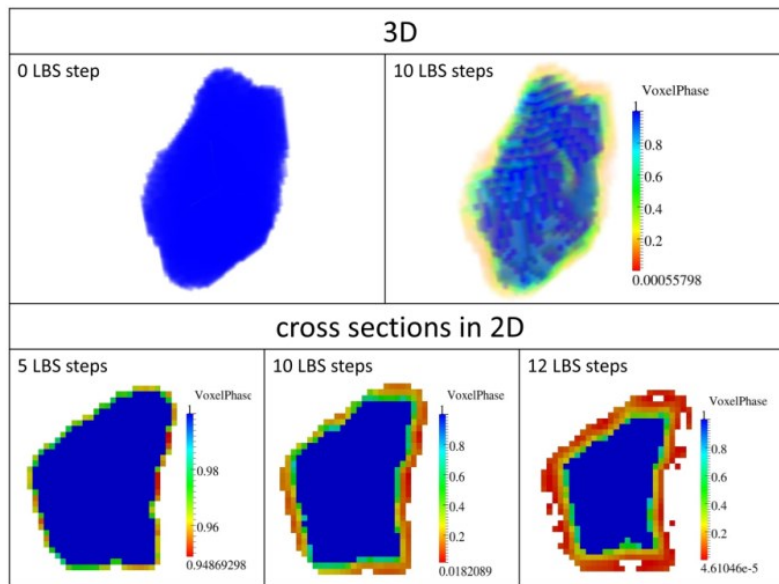 3D
0 LBS step
10 LBS steps
VoxelPhase
1
0.8
0.6
0.4
0.2
0.00055798
cross sections in 2D
5 LBS steps
VoxelPhase
1
0.98
0.96
0.94869298
10 LBS steps
VoxelPhase
1
0.8
0.6
0.4
0.2
0.0182089
12 LBS steps
VoxelPhase
1
0.8
0.6
0.4
0.2
4.61046e-5